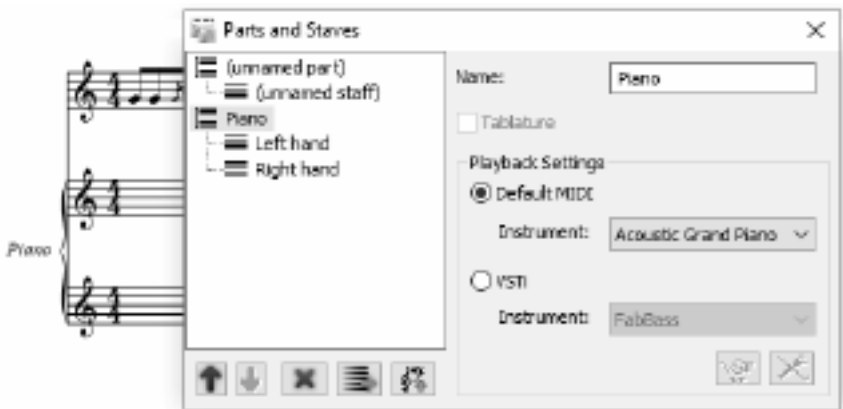 Parts and Staves
(unnamed part)
(unnamed staff)
Piano
Left hand
Right hand
Name:
Piano
Tablature
Playback Settings
Default MIDI
Instrument:
Acoustic Grand Piano
VSTi
Instrument:
FabBass
VST
Piano